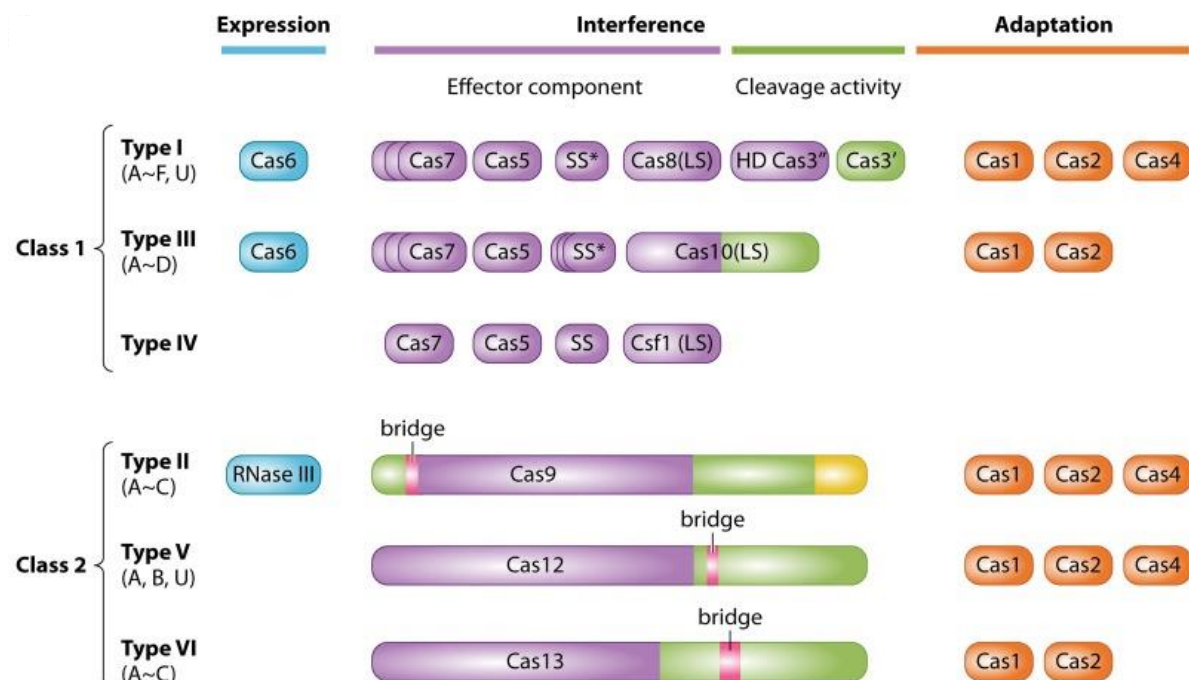 Expression Interference Adaptation
Effector component Cleavage activity
Class 1
Type I
(A~F, U)
Cas6 Cas7 Cas5 SS* Cas8(LS) HD Cas3″ Cas3′ Cas1 Cas2 Cas4
Type III
(A~D)
Cas6 Cas7 Cas5 SS* Cas10(LS) Cas1 Cas2
Type IV
Cas7 Cas5 SS Csf1 (LS)
Class 2
bridge
Type II
(A~C)
RNase III Cas9 Cas1 Cas2 Cas4
bridge
Type V
(A, B, U)
Cas12 Cas1 Cas2 Cas4
bridge
Type VI
(A~C)
Cas13 Cas1 Cas2